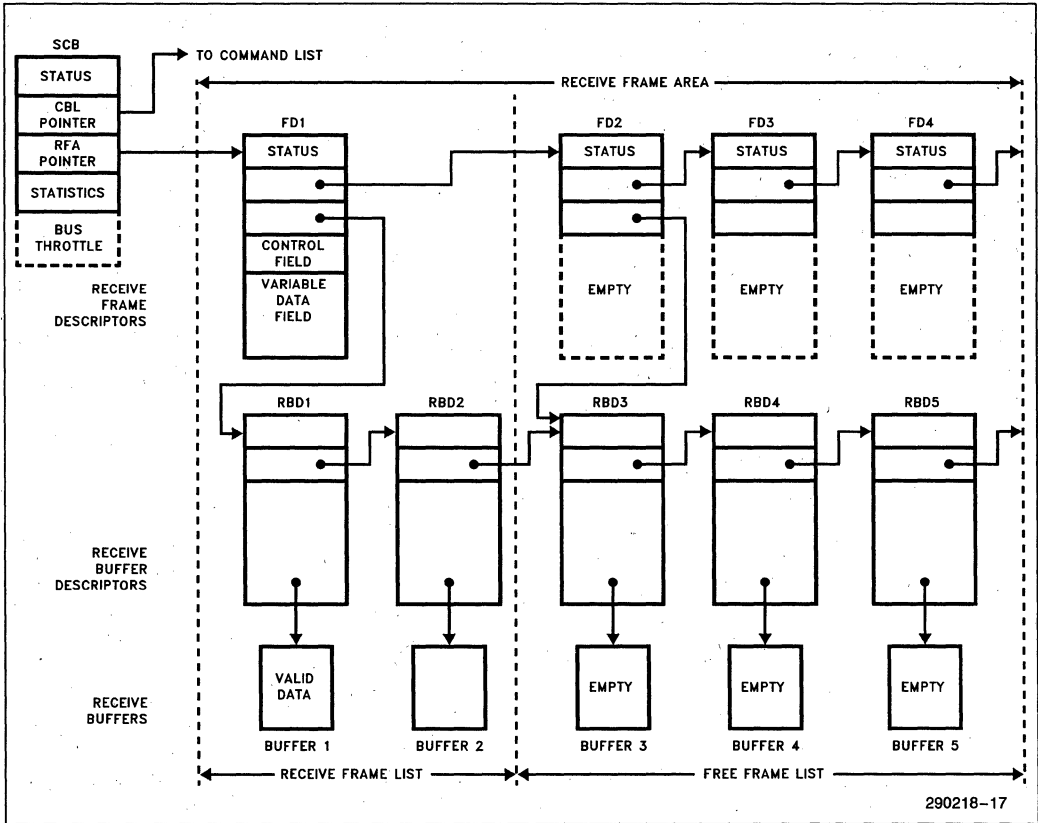 SCB
STATUS
CBL
POINTER
RFA
POINTER
STATISTICS
BUS
THROTTLE
TO COMMAND LIST
RECEIVE FRAME AREA
RECEIVE
FRAME
DESCRIPTORS
FD1
STATUS
CONTROL
FIELD
VARIABLE
DATA
FIELD
FD2
STATUS
EMPTY
FD3
STATUS
EMPTY
FD4
STATUS
EMPTY
RECEIVE
BUFFER
DESCRIPTORS
RBD1
RBD2
RBD3
RBD4
RBD5
RECEIVE
BUFFERS
VALID
DATA
EMPTY
EMPTY
EMPTY
BUFFER 1
BUFFER 2
BUFFER 3
BUFFER 4
BUFFER 5
RECEIVE FRAME LIST
FREE FRAME LIST
290218-17